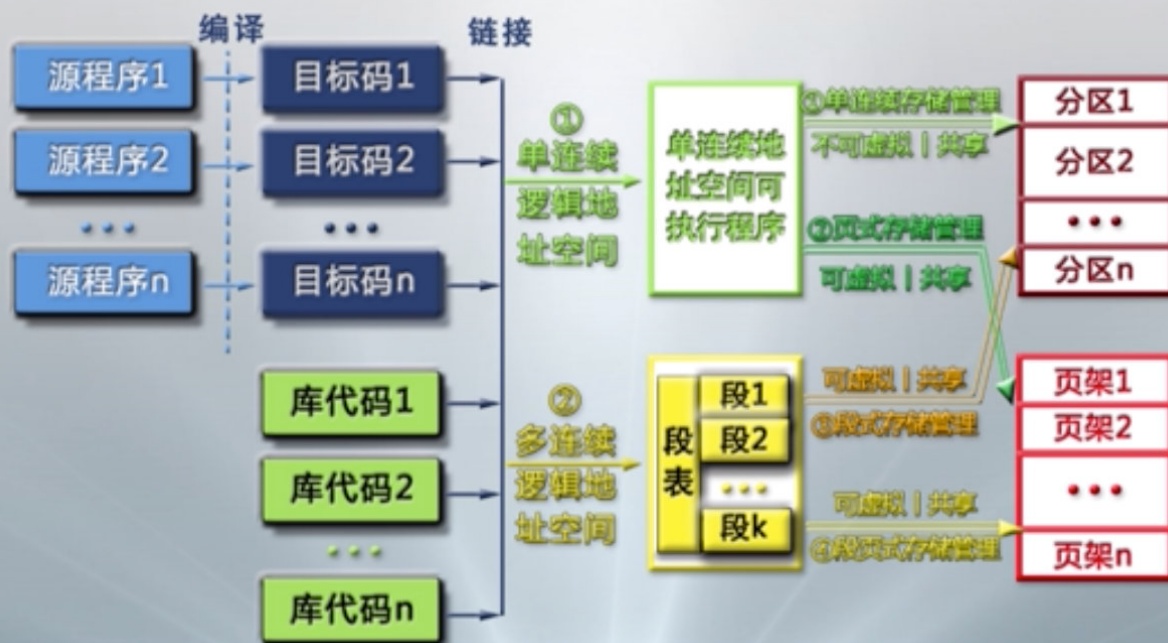 编译
链接
源程序1
目标码1
源程序2
目标码2
•••
•••
源程序n
目标码n
库代码1
库代码2
•••
库代码n
①
单连续
逻辑地
址空间
②
多连续
逻辑地
址空间
单连续地
址空间可
执行程序
段表
段1
段2
•••
段k
①单连续存储管理
不可虚拟丨共享
②页式存储管理
可虚拟丨共享
可虚拟丨共享
③段式存储管理
可虚拟丨共享
④段页式存储管理
分区1
分区2
•••
分区n
页架1
页架2
•••
页架n